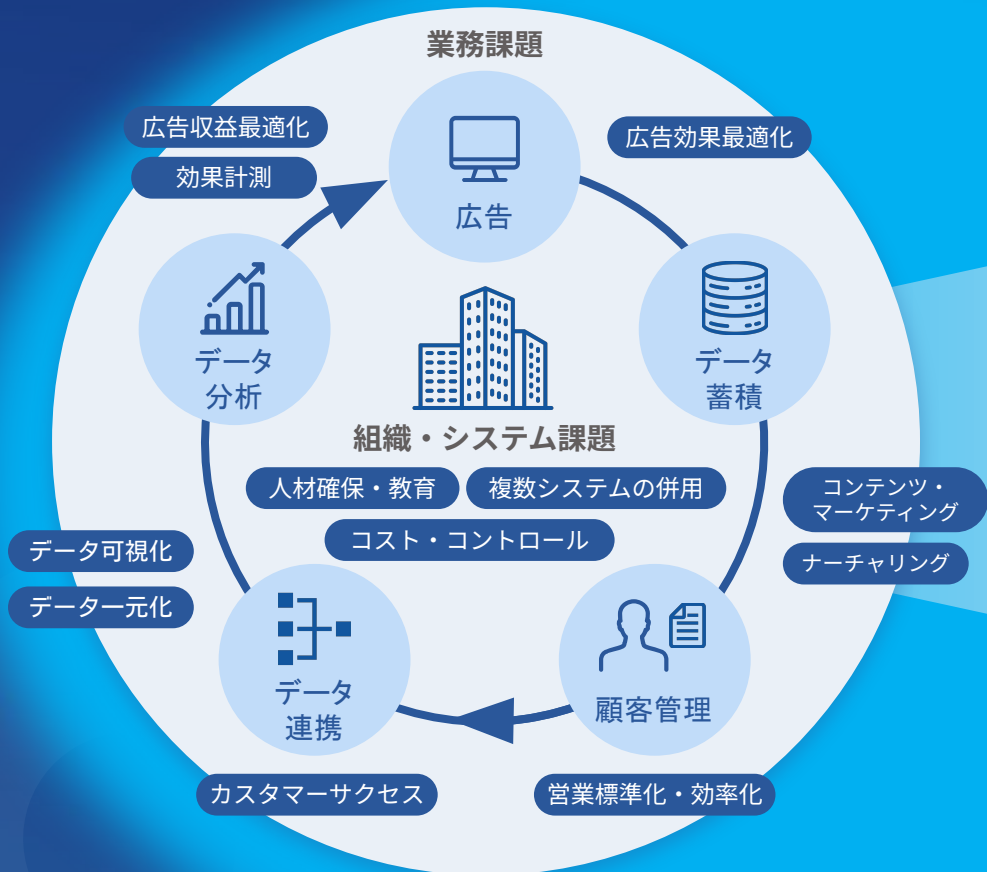 業務課題
広告収益最適化
効果計測
広告効果最適化
広告
データ
分析
データ
蓄積
組織・システム課題
人材確保・教育
複数システムの併用
コスト・コントロール
コンテンツ・
マーケティング
ナーチャリング
データ可視化
データ一元化
データ
連携
顧客管理
カスタマーサクセス
営業標準化・効率化